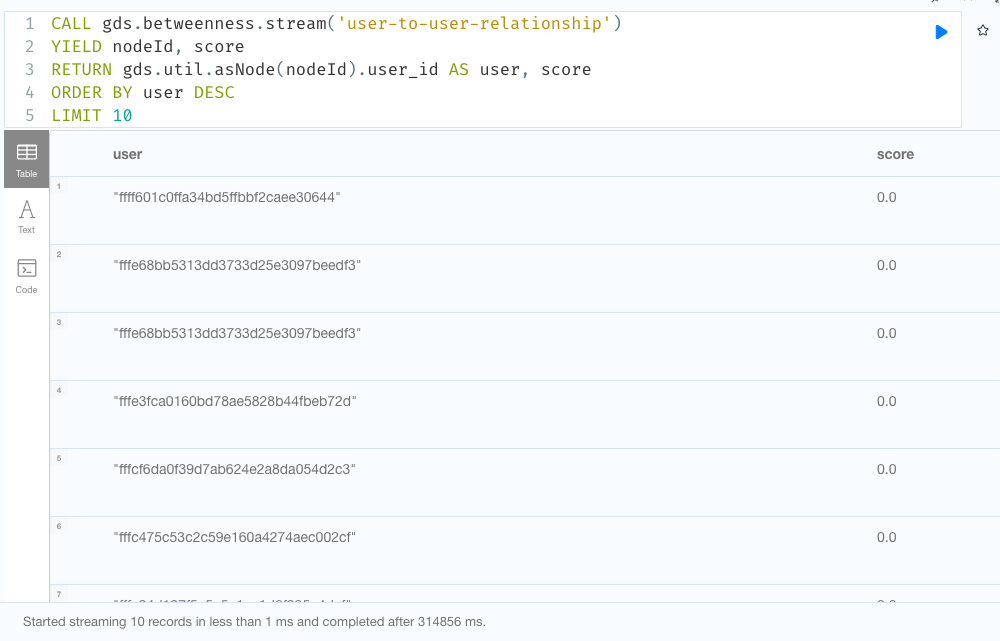 1 CALL gds.betweenness.stream('user-to-user-relationship')
2 YIELD nodeId, score
3 RETURN gds.util.asNode(nodeId).user_id AS user, score
4 ORDER BY user DESC
5 LIMIT 10
Table
Text
Code
user score
1 "ffff601c0ffa34bd5ffbbf2caee30644" 0.0
2 "fffe68bb5313dd3733d25e3097beedf3" 0.0
3 "fffe68bb5313dd3733d25e3097beedf3" 0.0
4 "fffe3fca0160bd78ae5828b44fbeb72d" 0.0
5 "fffcf6da0f39d7ab624e2a8da054d2c3" 0.0
6 "fffc475c53c2c59e160a4274aec002cf" 0.0
7
Started streaming 10 records in less than 1 ms and completed after 314856 ms.